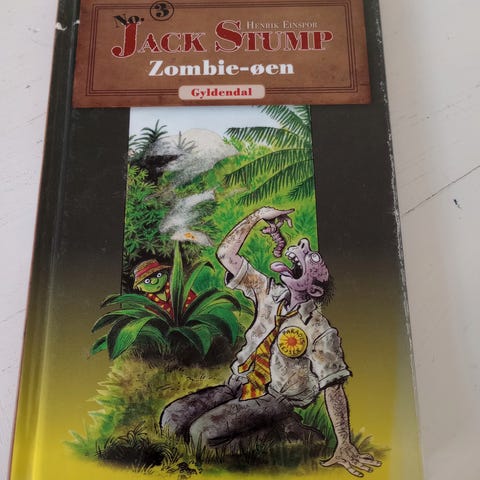 No. 3
HENRIK EINSPOR
JACK STUMP
Zombie-øen
Gyldendal